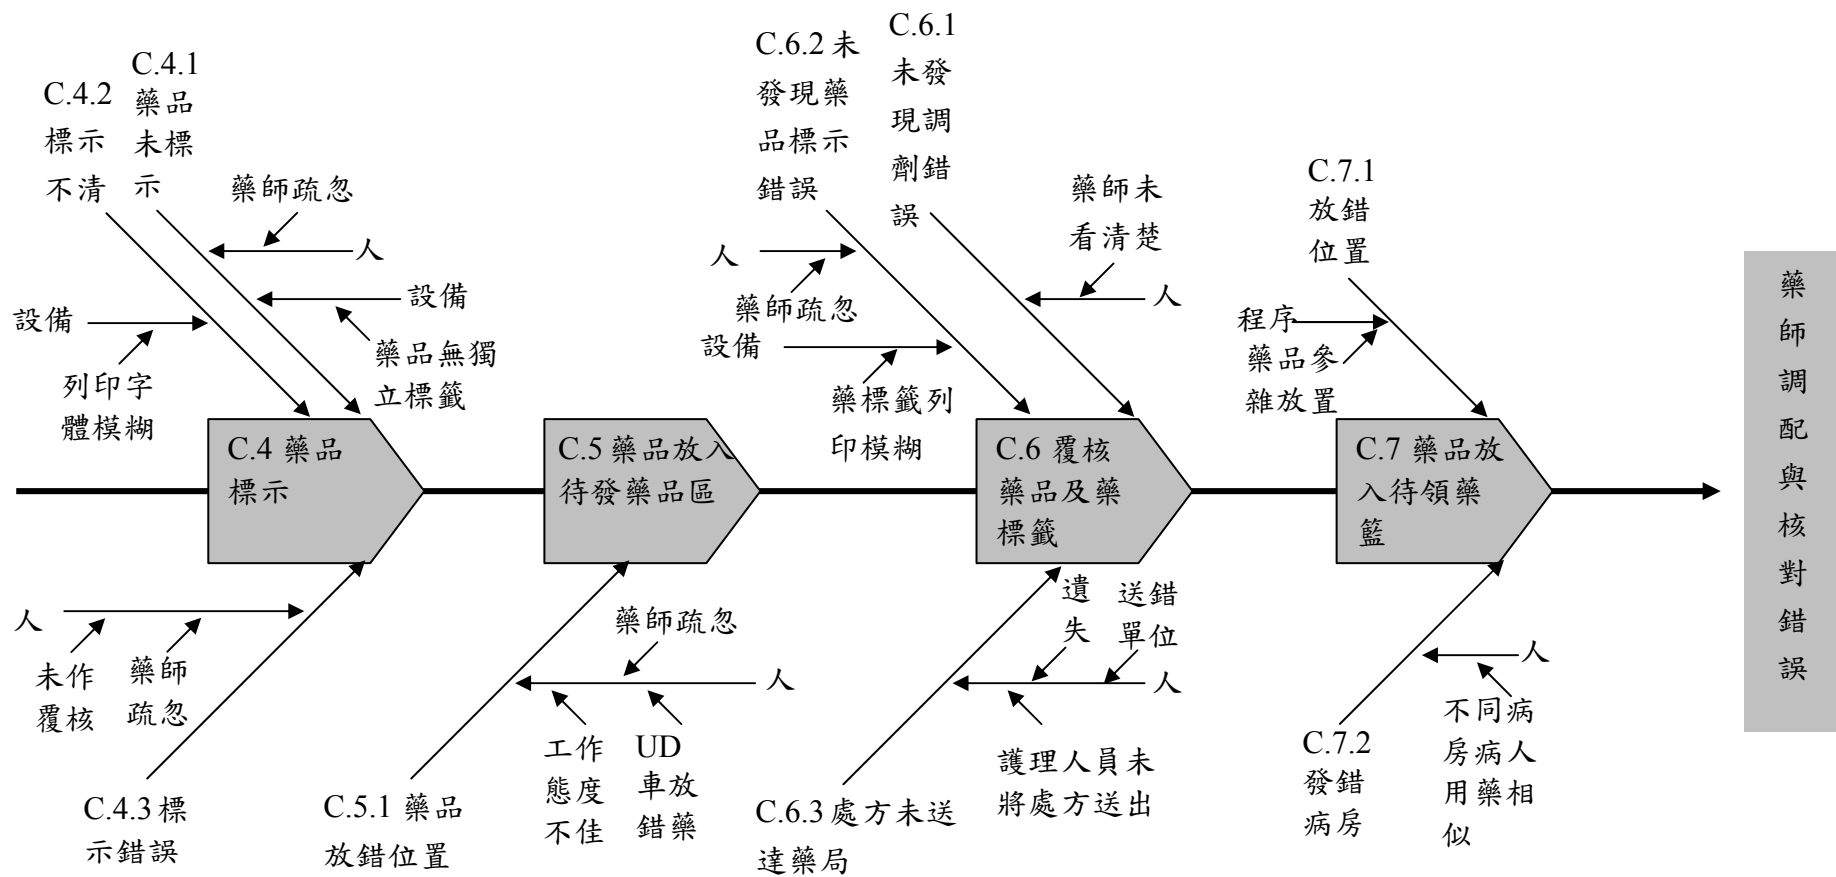 C.4.2
標示
不清
C.4.1
藥品
未標
示
藥師疏忽
人
設備
藥品無獨
立標籤
設備
列印字
體模糊
C.4 藥品
標示
人
未作
覆核
藥師
疏忽
C.4.3標
示錯誤
C.5 藥品放入
待發藥品區
藥師疏忽
人
工作
態度
不佳
UD
車放
錯藥
C.5.1 藥品
放錯位置
C.6.2未
發現藥
品標示
錯誤
C.6.1
未發
現調
劑錯
誤
人
藥師疏忽
設備
藥標籤列
印模糊
藥師未
看清楚
人
C.6 覆核
藥品及藥
標籤
遺
失
送錯
單位
人
護理人員未
將處方送出
C.6.3處方未送
達藥局
C.7.1
放錯
位置
程序
藥品參
雜放置
C.7 藥品放
入待領藥
籃
人
不同病
房病人
用藥相
似
C.7.2
發錯
病房
藥
師
調
配
與
核
對
錯
誤